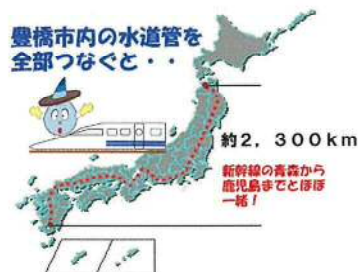 豊橋市内の水道管を
全部つなぐと・・
約2，300km
新幹線の青森から
鹿児島までとほぼ
一緒！